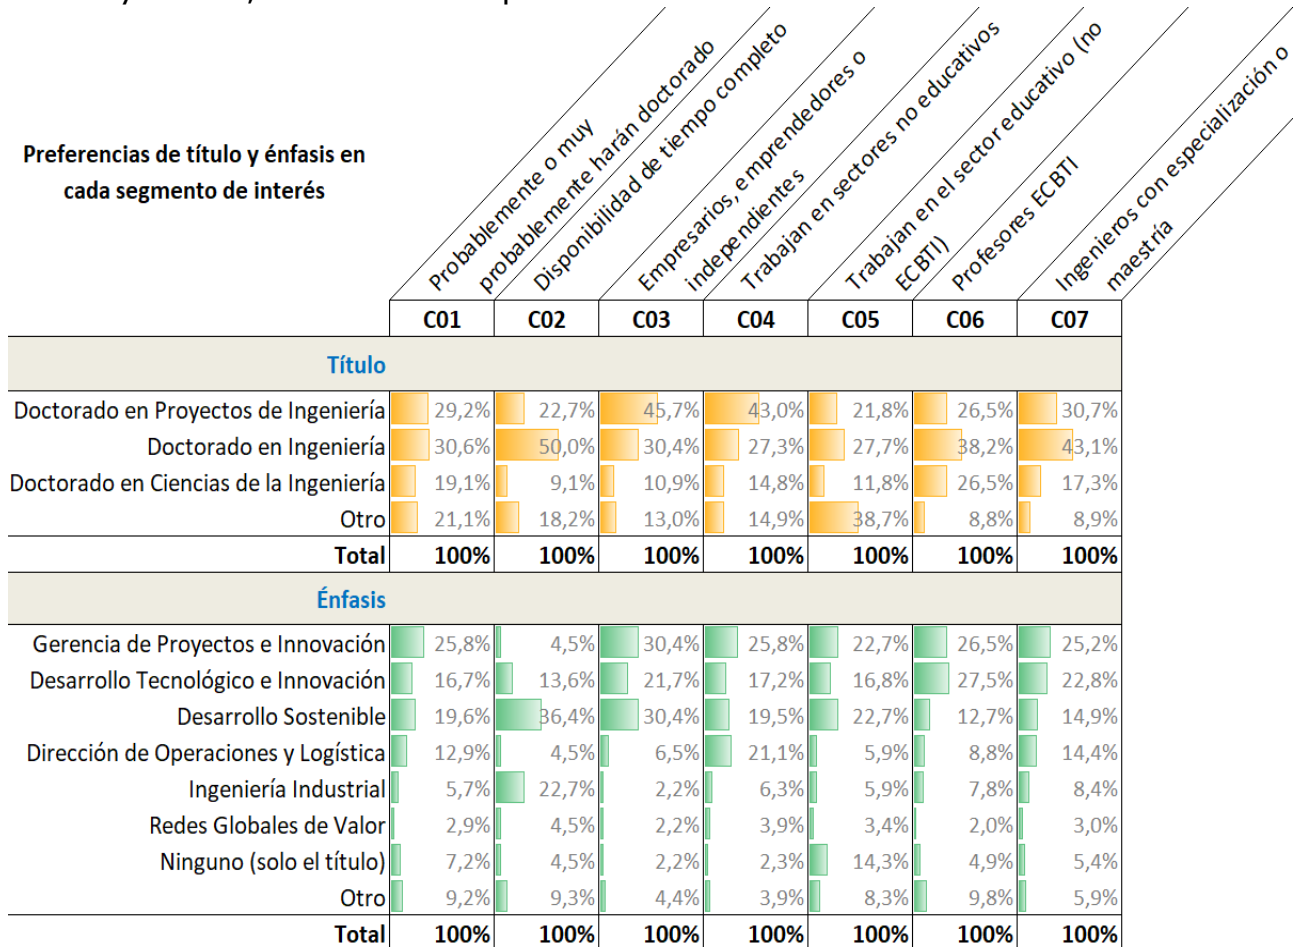 Preferencias de título y énfasis en
cada segmento de interés
Probablemente o muy
probablemente harán doctorado
Disponibilidad de tiempo completo
Empresarios, emprendedores o
independientes
Trabajan en sectores no educativos
Trabajan en el sector educativo (no
ECBTI)
Profesores ECBTI
Ingenieros con especialización o
maestría
C01 C02 C03 C04 C05 C06 C07
Título
Doctorado en Proyectos de Ingeniería 29,2% 22,7% 45,7% 43,0% 21,8% 26,5% 30,7%
Doctorado en Ingeniería 30,6% 50,0% 30,4% 27,3% 27,7% 38,2% 43,1%
Doctorado en Ciencias de la Ingeniería 19,1% 9,1% 10,9% 14,8% 11,8% 26,5% 17,3%
Otro 21,1% 18,2% 13,0% 14,9% 38,7% 8,8% 8,9%
Total 100% 100% 100% 100% 100% 100% 100%
Énfasis
Gerencia de Proyectos e Innovación 25,8% 4,5% 30,4% 25,8% 22,7% 26,5% 25,2%
Desarrollo Tecnológico e Innovación 16,7% 13,6% 21,7% 17,2% 16,8% 27,5% 22,8%
Desarrollo Sostenible 19,6% 36,4% 30,4% 19,5% 22,7% 12,7% 14,9%
Dirección de Operaciones y Logística 12,9% 4,5% 6,5% 21,1% 5,9% 8,8% 14,4%
Ingeniería Industrial 5,7% 22,7% 2,2% 6,3% 5,9% 7,8% 8,4%
Redes Globales de Valor 2,9% 4,5% 2,2% 3,9% 3,4% 2,0% 3,0%
Ninguno (solo el título) 7,2% 4,5% 2,2% 2,3% 14,3% 4,9% 5,4%
Otro 9,2% 9,3% 4,4% 3,9% 8,3% 9,8% 5,9%
Total 100% 100% 100% 100% 100% 100% 100%